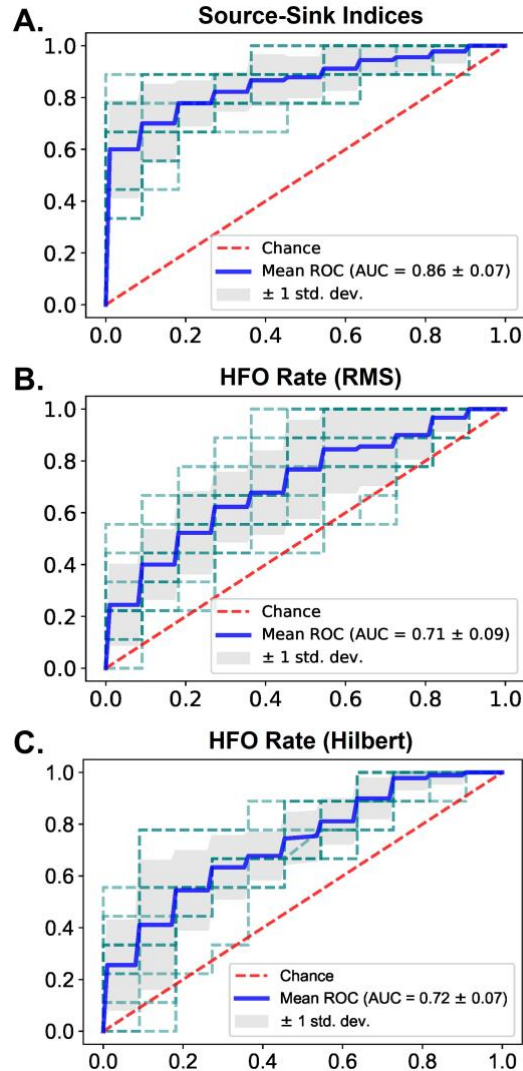 A.
Source-Sink Indices
1.0
0.8
0.6
0.4
0.2
0.0
Chance
Mean ROC (AUC = 0.86 ± 0.07)
± 1 std. dev.
0.0 0.2 0.4 0.6 0.8 1.0
B.
HFO Rate (RMS)
1.0
0.8
0.6
0.4
0.2
0.0
Chance
Mean ROC (AUC = 0.71 ± 0.09)
± 1 std. dev.
0.0 0.2 0.4 0.6 0.8 1.0
C.
HFO Rate (Hilbert)
1.0
0.8
0.6
0.4
0.2
0.0
Chance
Mean ROC (AUC = 0.72 ± 0.07)
± 1 std. dev.
0.0 0.2 0.4 0.6 0.8 1.0